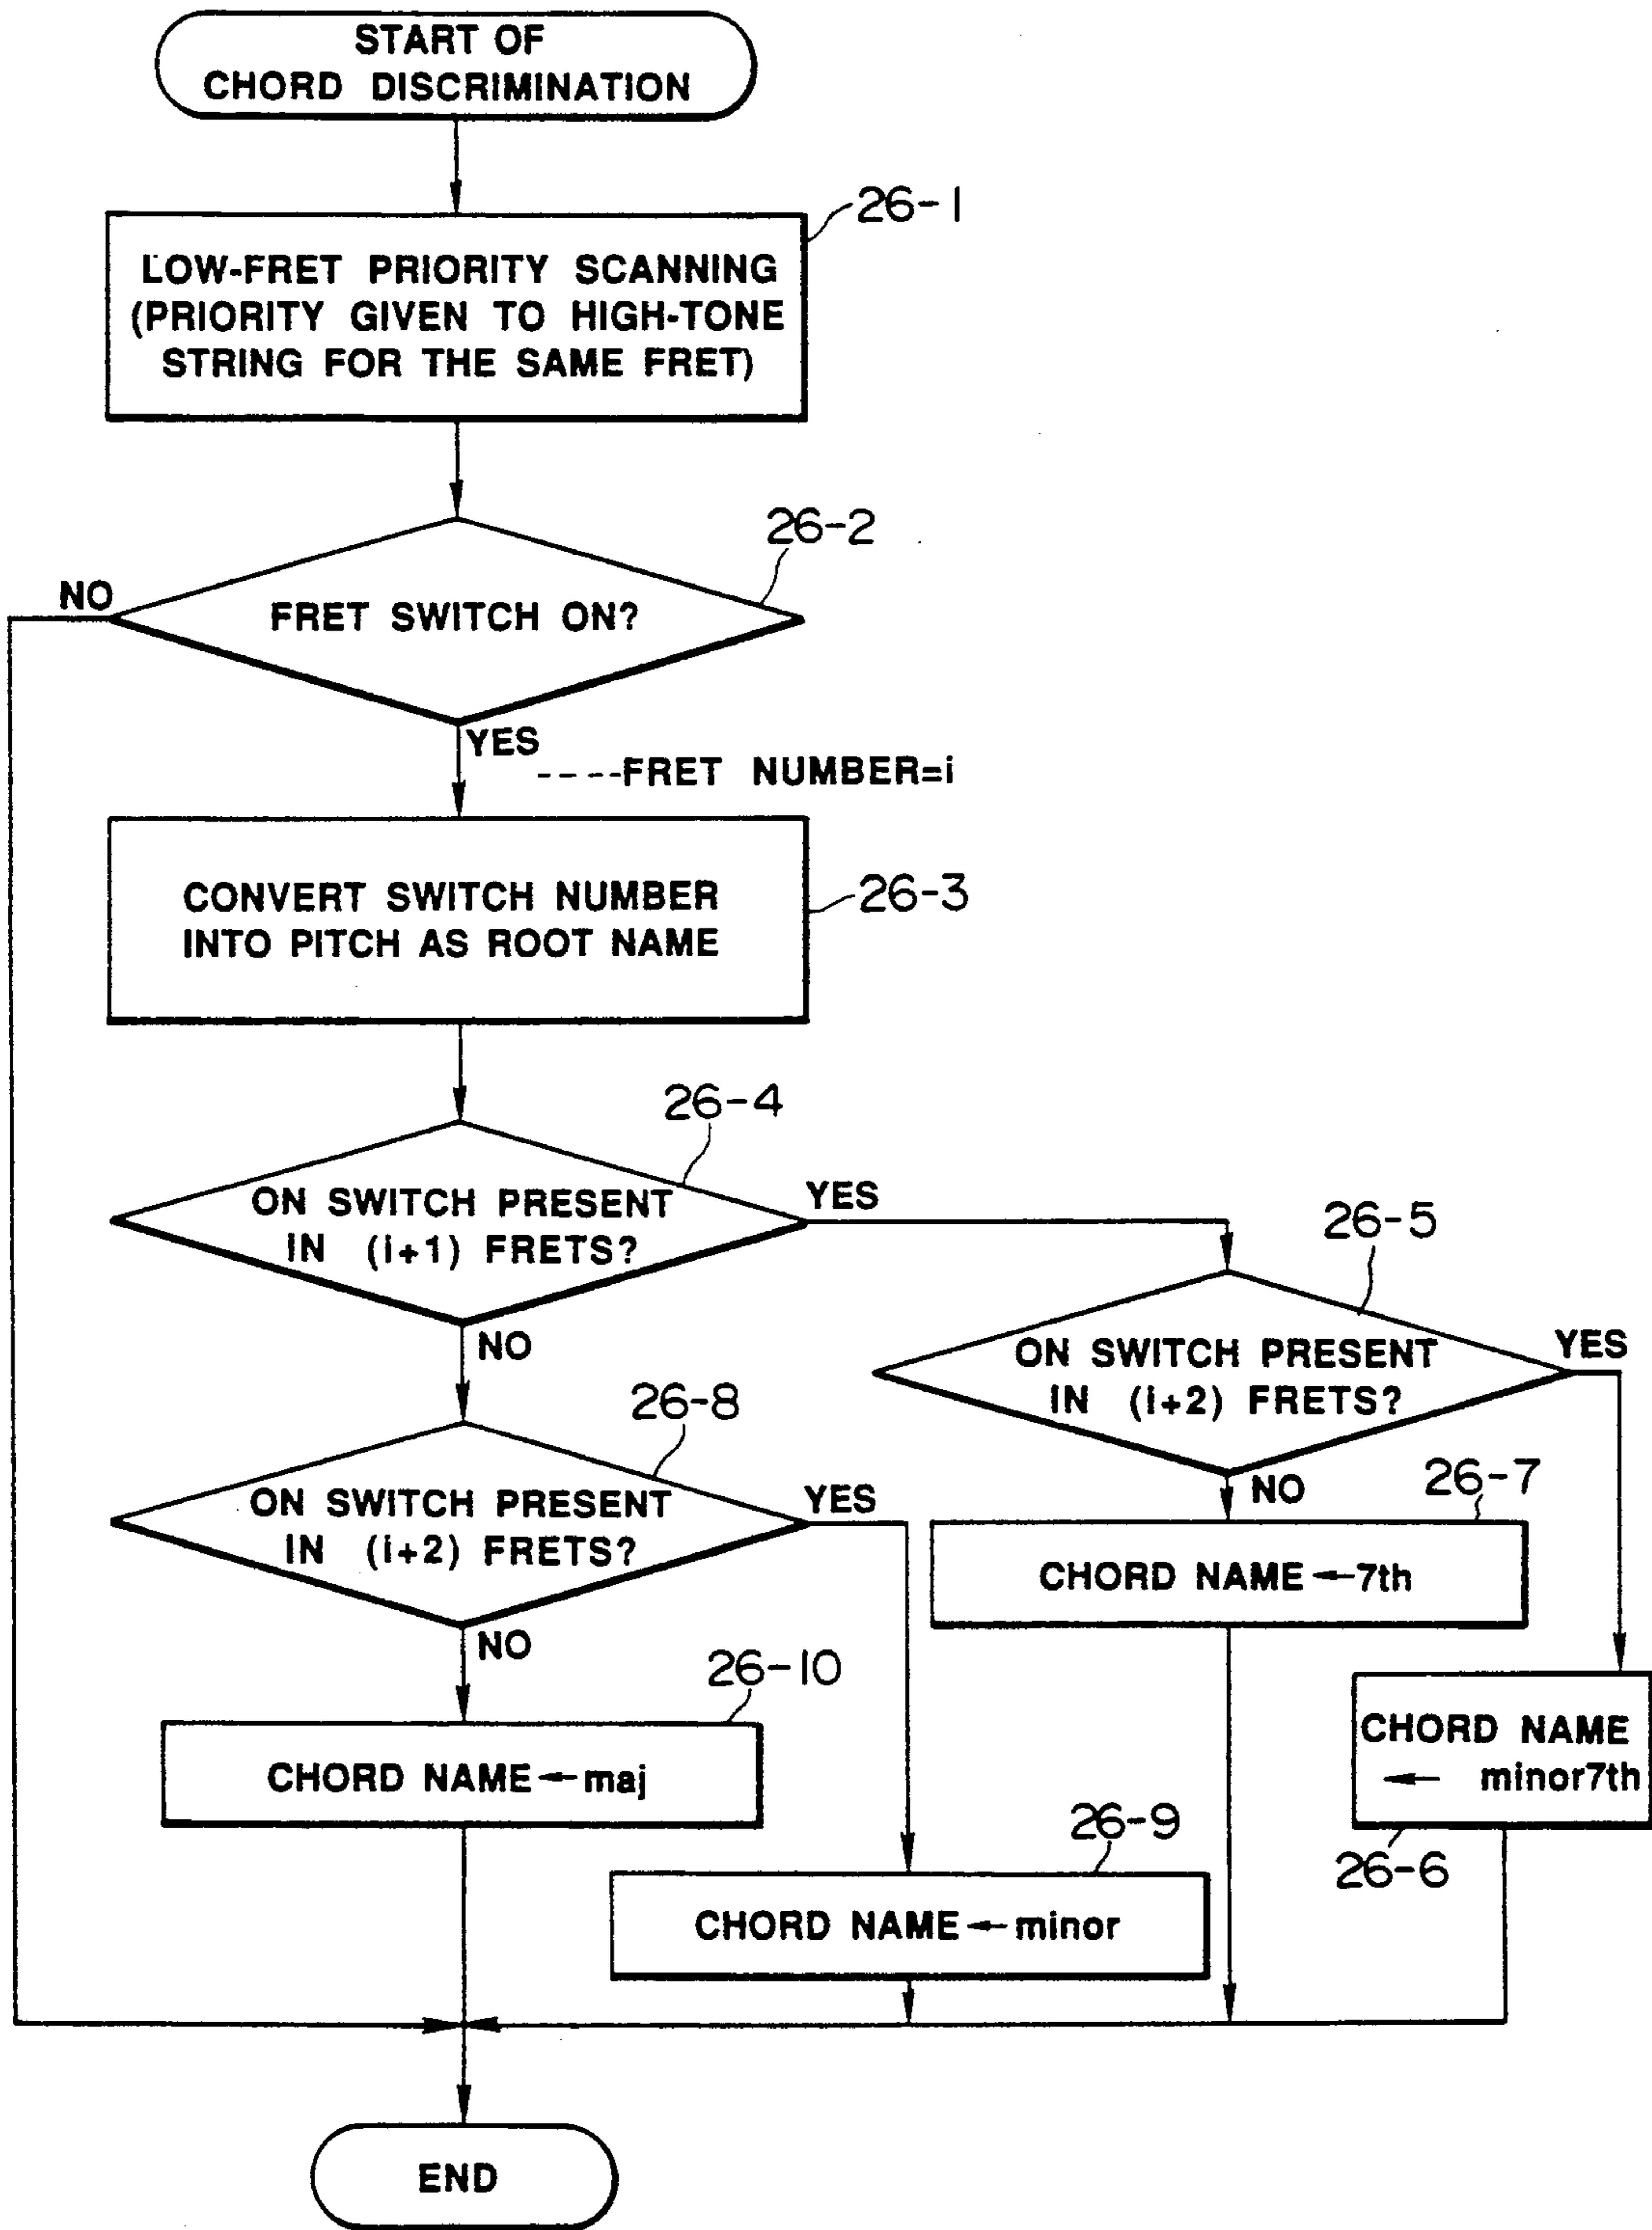 START OF
CHORD DISCRIMINATION
26-1
LOW-FRET PRIORITY SCANNING
(PRIORITY GIVEN TO HIGH-TONE
STRING FOR THE SAME FRET)
26-2
NO
FRET SWITCH ON?
YES
----FRET NUMBER=i
CONVERT SWITCH NUMBER
INTO PITCH AS ROOT NAME
26-3
26-4
ON SWITCH PRESENT
IN (i+1) FRETS?
YES
NO
26-5
ON SWITCH PRESENT
IN (i+2) FRETS?
YES
NO
26-8
ON SWITCH PRESENT
IN (i+2) FRETS?
YES
NO
26-7
CHORD NAME ← 7th
26-10
CHORD NAME ← maj
CHORD NAME
← minor7th
26-6
26-9
CHORD NAME ← minor
END